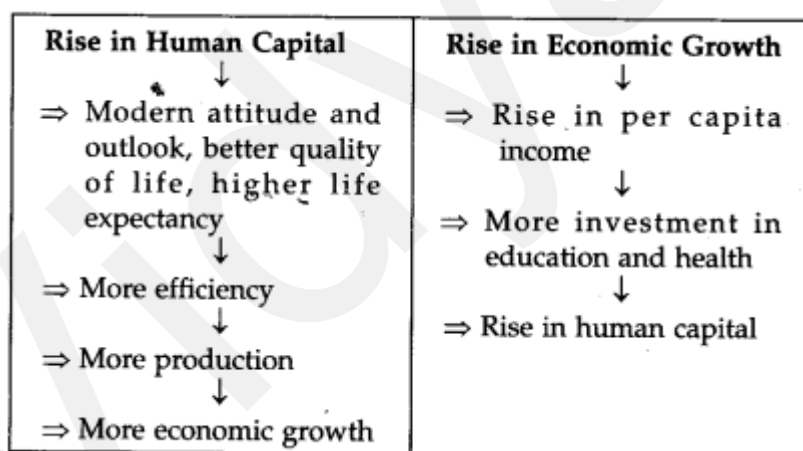 Rise in Human Capital
↓
⇒ Modern attitude and
outlook, better quality
of life, higher life
expectancy
↓
⇒ More efficiency
↓
⇒ More production
↓
⇒ More economic growth
Rise in Economic Growth
↓
⇒ Rise in per capita
income
↓
⇒ More investment in
education and health
↓
⇒ Rise in human capital